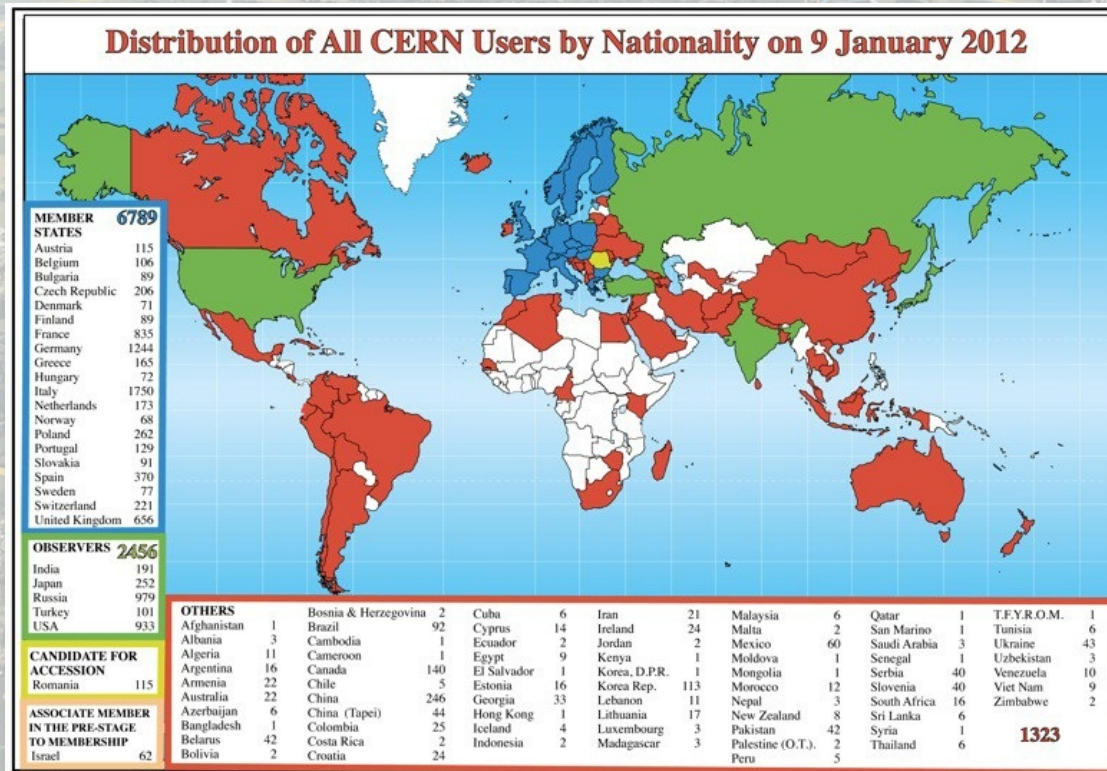 Distribution of All CERN Users by Nationality on 9 January 2012
MEMBER STATES 6789
Austria 115
Belgium 106
Bulgaria 89
Czech Republic 206
Denmark 71
Finland 89
France 835
Germany 1244
Greece 165
Hungary 72
Italy 1750
Netherlands 173
Norway 68
Poland 262
Portugal 129
Slovakia 91
Spain 370
Sweden 77
Switzerland 221
United Kingdom 656
OBSERVERS 2456
India 191
Japan 252
Russia 979
Turkey 101
USA 933
CANDIDATE FOR
ACCESSION
Romania 115
ASSOCIATE MEMBER
IN THE PRE-STAGE
TO MEMBERSHIP
Israel 62
OTHERS
Afghanistan 1
Albania 3
Algeria 11
Argentina 16
Armenia 22
Australia 22
Azerbaijan 6
Bangladesh 1
Belarus 42
Bolivia 2
Bosnia & Herzegovina 2
Brazil 92
Cambodia 1
Cameroon 1
Canada 140
Chile 5
China 246
China (Tapei) 44
Colombia 25
Costa Rica 2
Croatia 24
Cuba 6
Cyprus 14
Ecuador 2
Egypt 9
El Salvador 1
Estonia 16
Georgia 33
Hong Kong 1
Iceland 4
Indonesia 2
Iran 21
Ireland 24
Jordan 2
Kenya 1
Korea, D.P.R. 1
Korea Rep. 113
Lebanon 11
Lithuania 17
Luxembourg 3
Madagascar 3
Malaysia 6
Malta 2
Mexico 60
Moldova 1
Mongolia 1
Morocco 12
Nepal 3
New Zealand 8
Pakistan 42
Palestine (O.T.). 2
Peru 5
Qatar 1
San Marino 1
Saudi Arabia 3
Senegal 1
Serbia 40
Slovenia 40
South Africa 16
Sri Lanka 6
Syria 1
Thailand 6
T.F.Y.R.O.M. 1
Tunisia 6
Ukraine 43
Uzbekistan 3
Venezuela 10
Viet Nam 9
Zimbabwe 2
1323